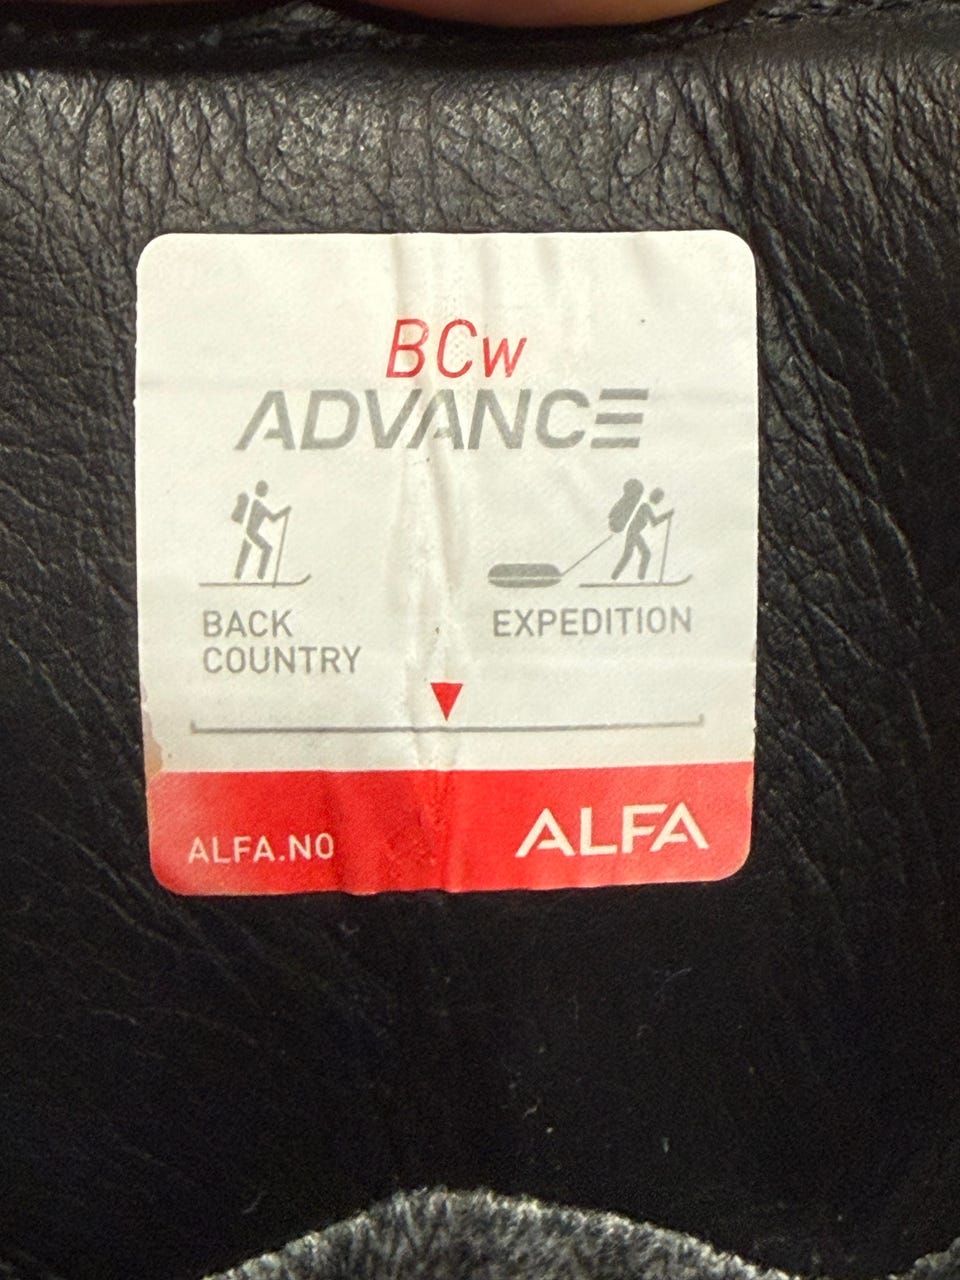 BCw
ADVANCE
BACK
COUNTRY
EXPEDITION
ALFA.NO
ALFA